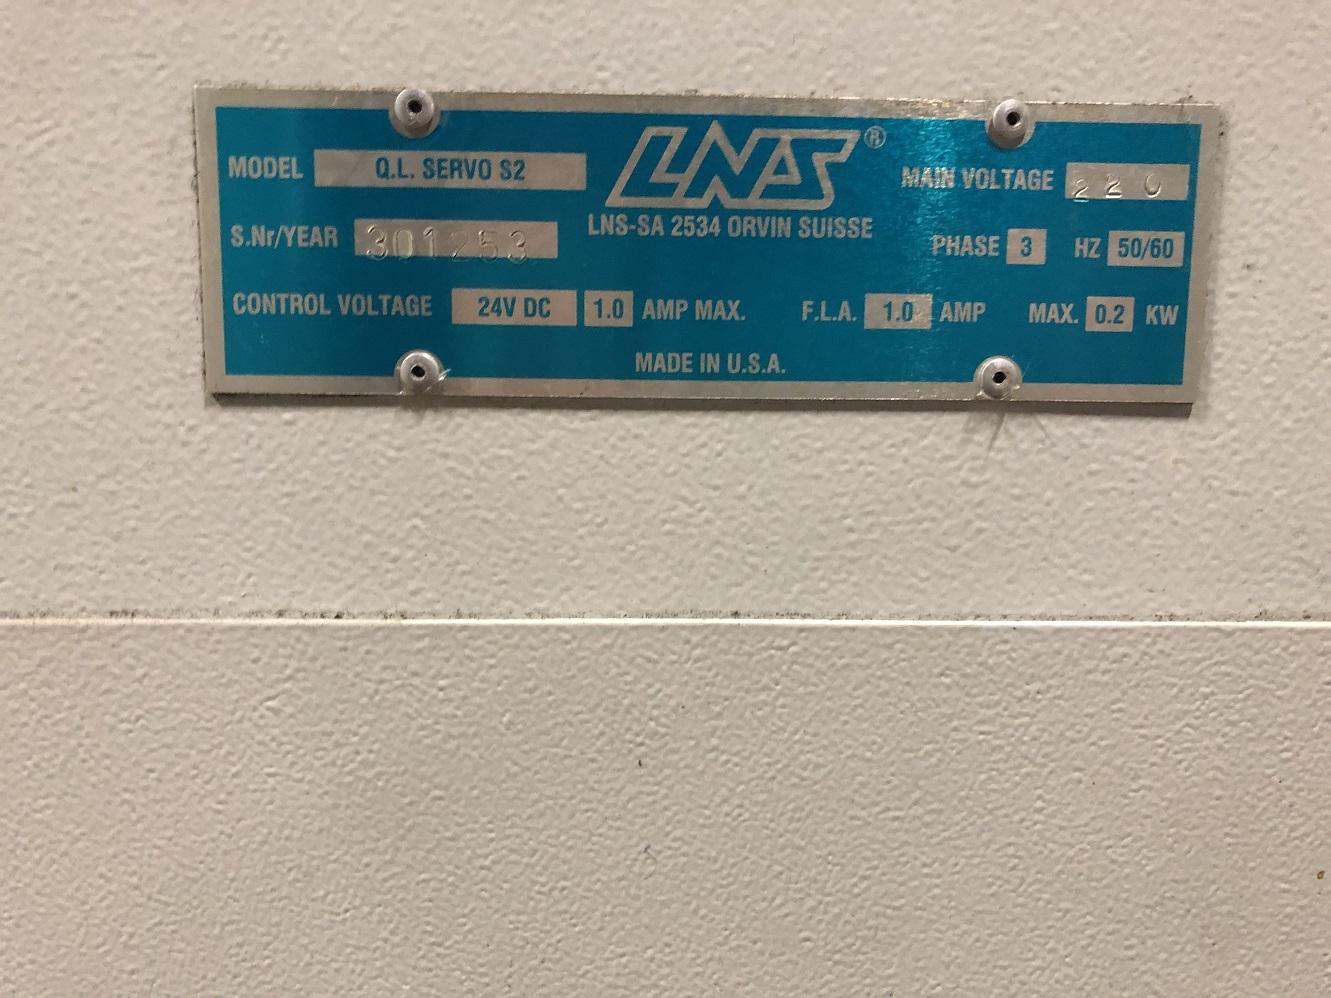 MODEL Q.L. SERVO S2
LNS®
MAIN VOLTAGE 220
S.Nr/YEAR 301253
LNS-SA 2534 ORVIN SUISSE
PHASE 3 HZ 50/60
CONTROL VOLTAGE 24V DC 1.0 AMP MAX. F.L.A. 1.0 AMP MAX. 0.2 KW
MADE IN U.S.A.